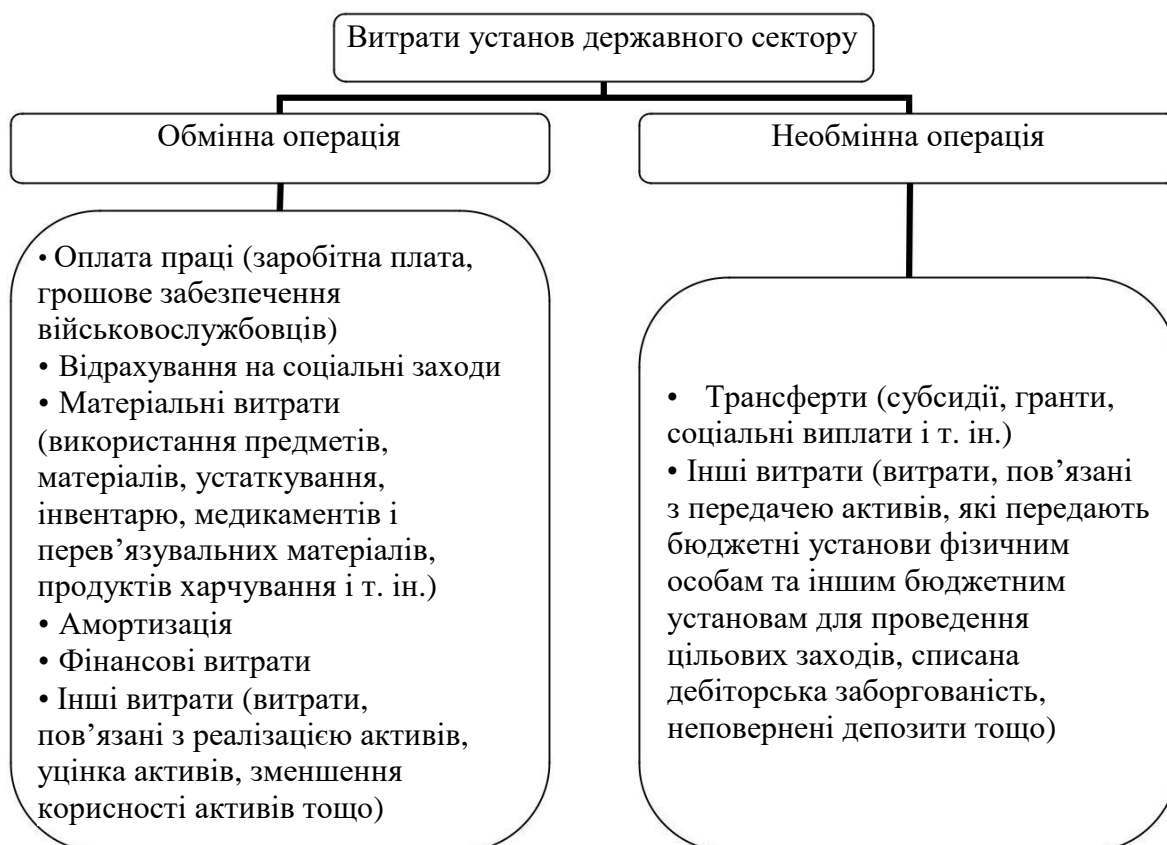 Витрати установ державного сектору
Обмінна операція
Необмінна операція
• Оплата праці (заробітна плата,
грошове забезпечення
військовослужбовців)
• Відрахування на соціальні заходи
• Матеріальні витрати
(використання предметів,
матеріалів, устаткування,
інвентарю, медикаментів і
перев’язувальних матеріалів,
продуктів харчування і т. ін.)
• Амортизація
• Фінансові витрати
• Інші витрати (витрати,
пов’язані з реалізацією активів,
уцінка активів, зменшення
корисності активів тощо)
• Трансферти (субсидії, гранти,
соціальні виплати і т. ін.)
• Інші витрати (витрати, пов’язані
з передачею активів, які передають
бюджетні установи фізичним
особам та іншим бюджетним
установам для проведення
цільових заходів, списана
дебіторська заборгованість,
неповернені депозити тощо)